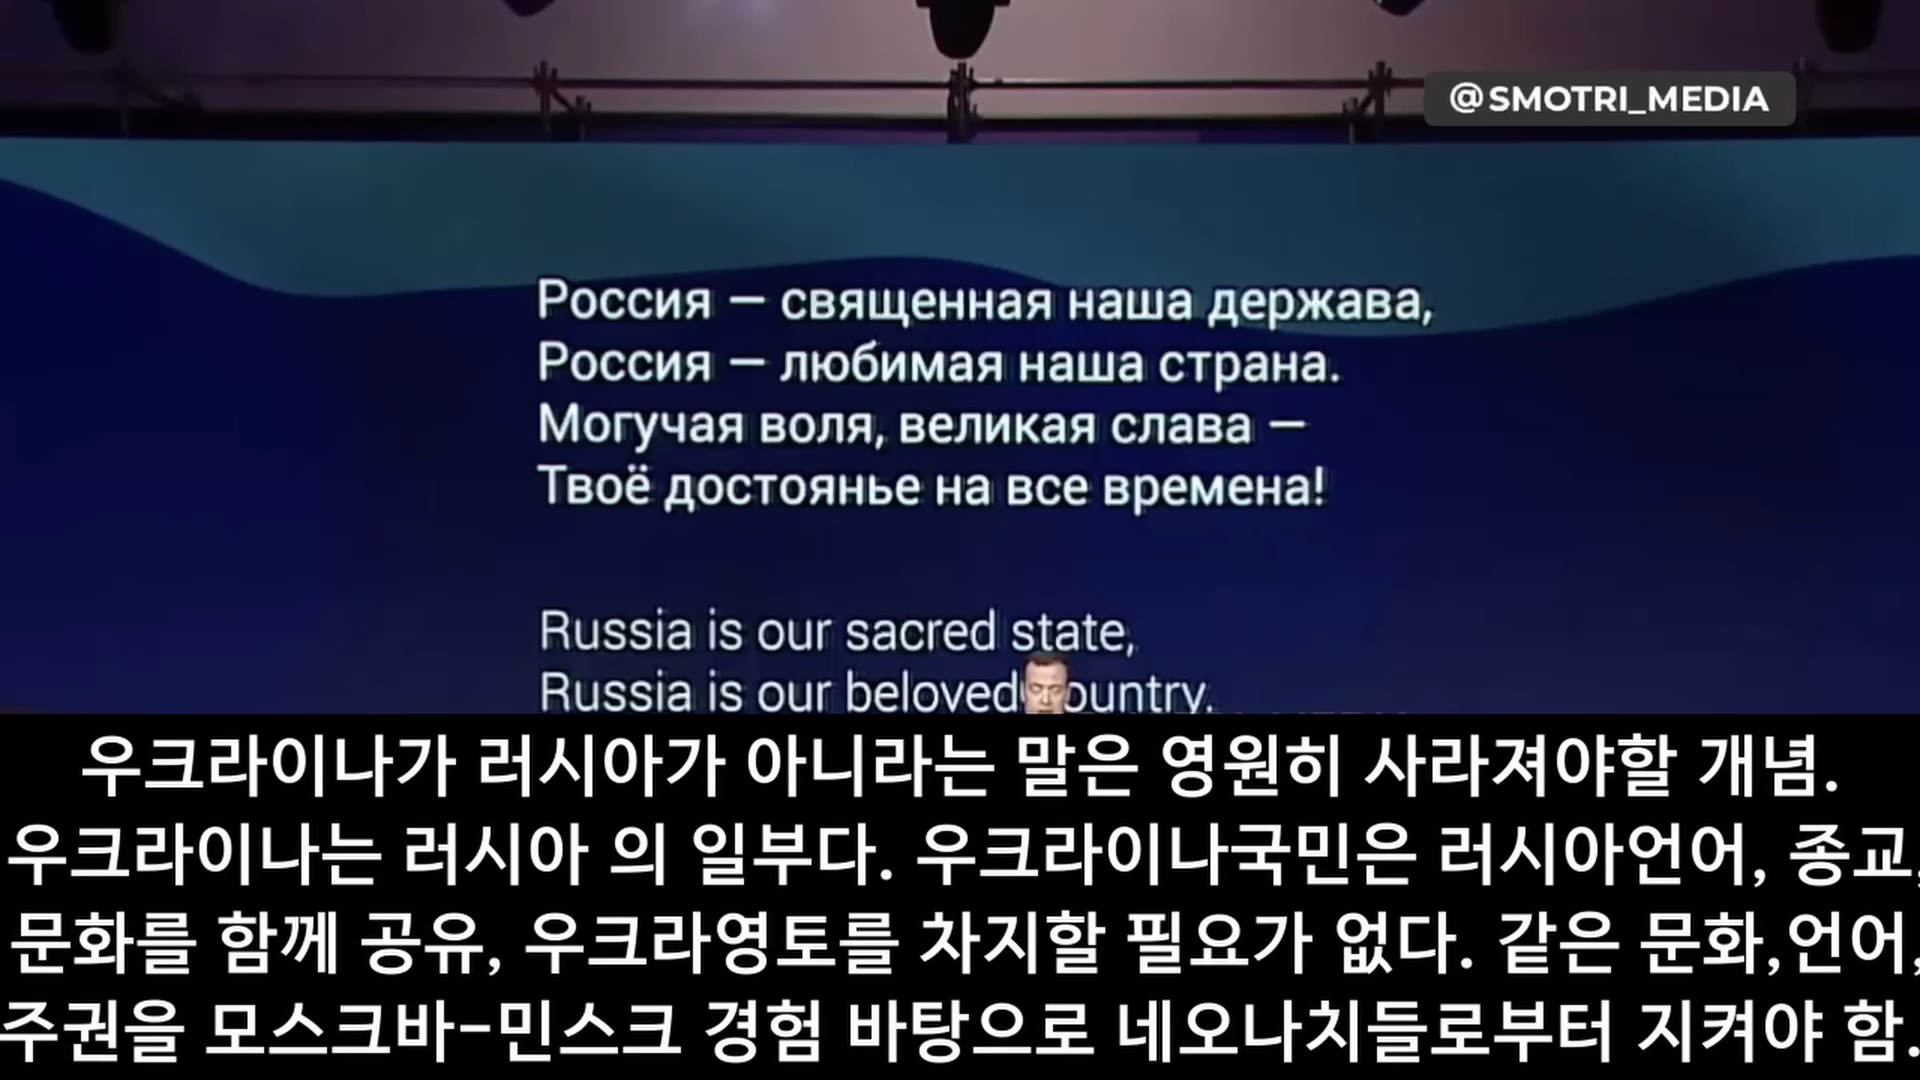 @SMOTRI_MEDIA
Россия — священная наша держава,
Россия — любимая наша страна.
Могучая воля, великая слава —
Твоё достоянье на все времена!
Russia is our sacred state,
Russia is our beloved ountry.
우크라이나가 러시아가 아니라는 말은 영원히 사라져야할 개념.
우크라이나는 러시아 의 일부다. 우크라이나국민은 러시아언어, 종교,
문화를 함께 공유, 우크라영토를 차지할 필요가 없다. 같은 문화,언어,
주권을 모스크바-민스크 경험 바탕으로 네오나치들로부터 지켜야 함.